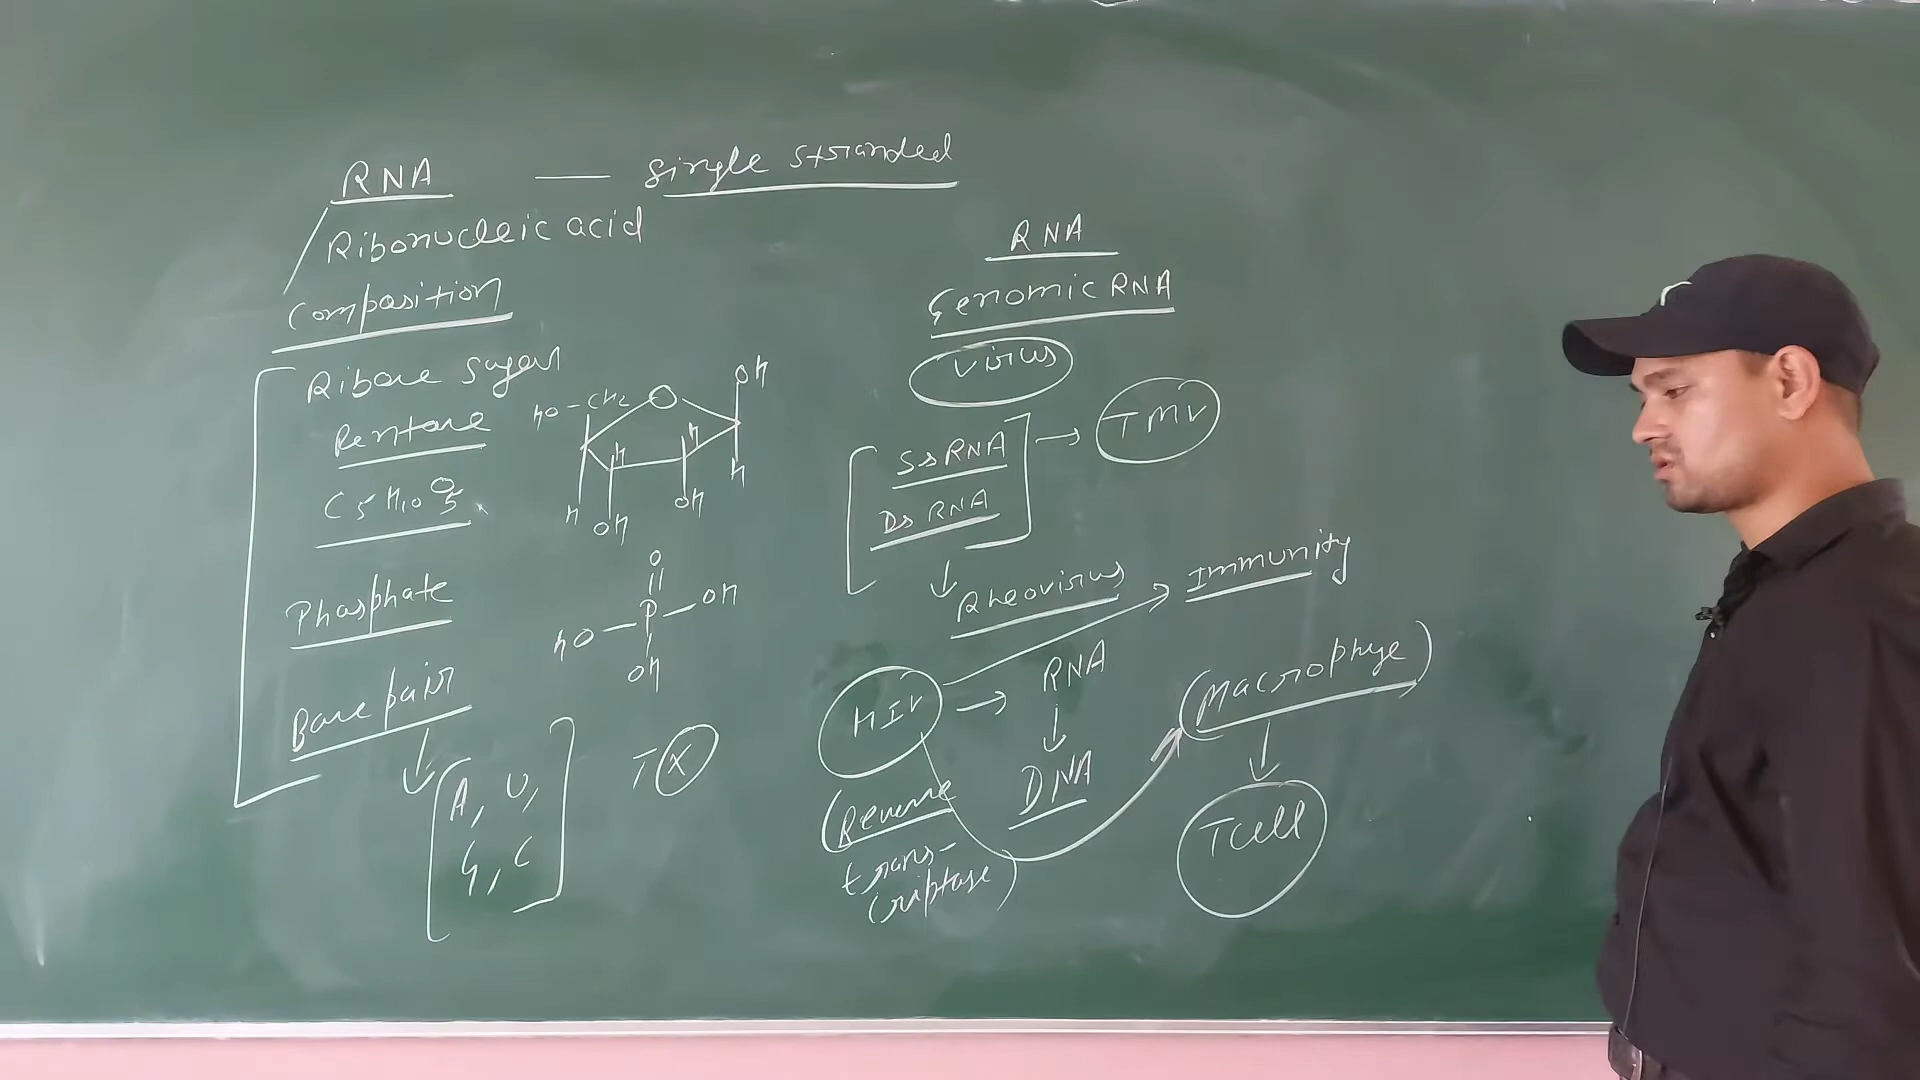 RNA — Single stranded
Ribonucleic acid
Composition
Ribose sugar
Pentose
C5H10O5
HO-CH2 O OH
H H H
H OH OH
Phosphate
O
HO-P-OH
OH
Base pair
A, U,
G, C
T X
RNA
Genomic RNA
Virus
SsRNA → TMV
DsRNA
Rheovirus
Immunity
HIV → RNA
DNA
(Reverse
trans-
criptase)
(Macrophge)
T cell